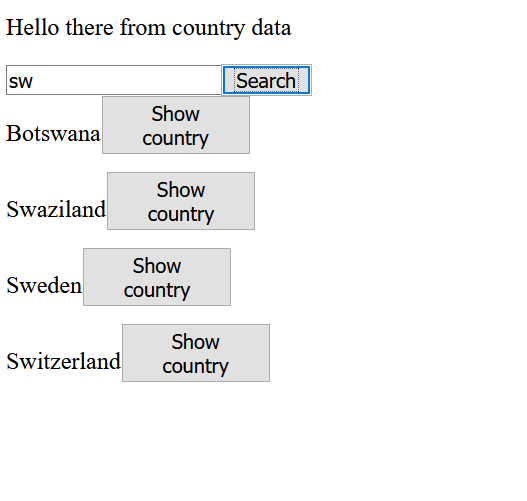 Hello there from country data
sw Search
Botswana Show
country
Swaziland Show
country
Sweden Show
country
Switzerland Show
country